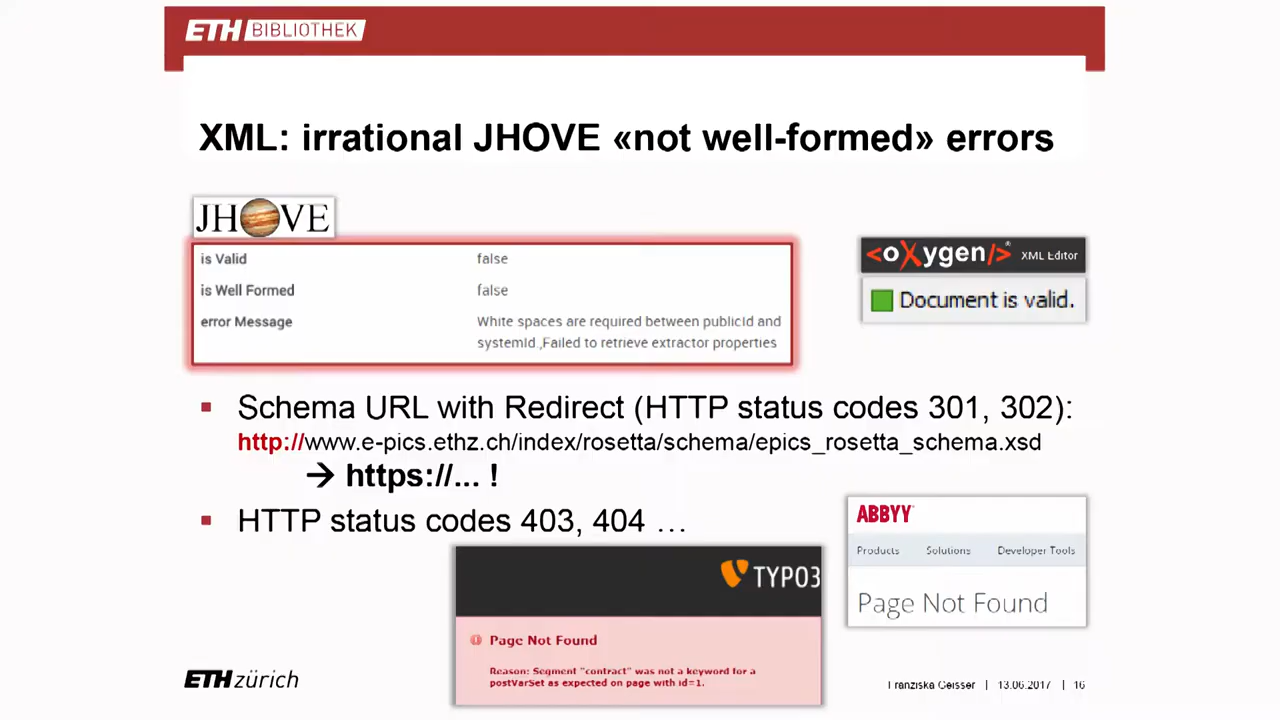 ETH BIBLIOTHEK
XML: irrational JHOVE «not well-formed» errors
JHOVE
is Valid false
is Well Formed false
error Message White spaces are required between publicId and
systemId.,Failed to retrieve extractor properties
<oXygen/>® XML Editor
Document is valid.
▪ Schema URL with Redirect (HTTP status codes 301, 302):
http://www.e-pics.ethz.ch/index/rosetta/schema/epics_rosetta_schema.xsd
→ https://... !
▪ HTTP status codes 403, 404 …
ABBYY
Products Solutions Developer Tools
Page Not Found
TYPO3
Page Not Found
Reason: Segment "contract" was not a keyword for a
postVarSet as expected on page with id=1.
ETH zürich
Franziska Geisser | 13.06.2017 | 16